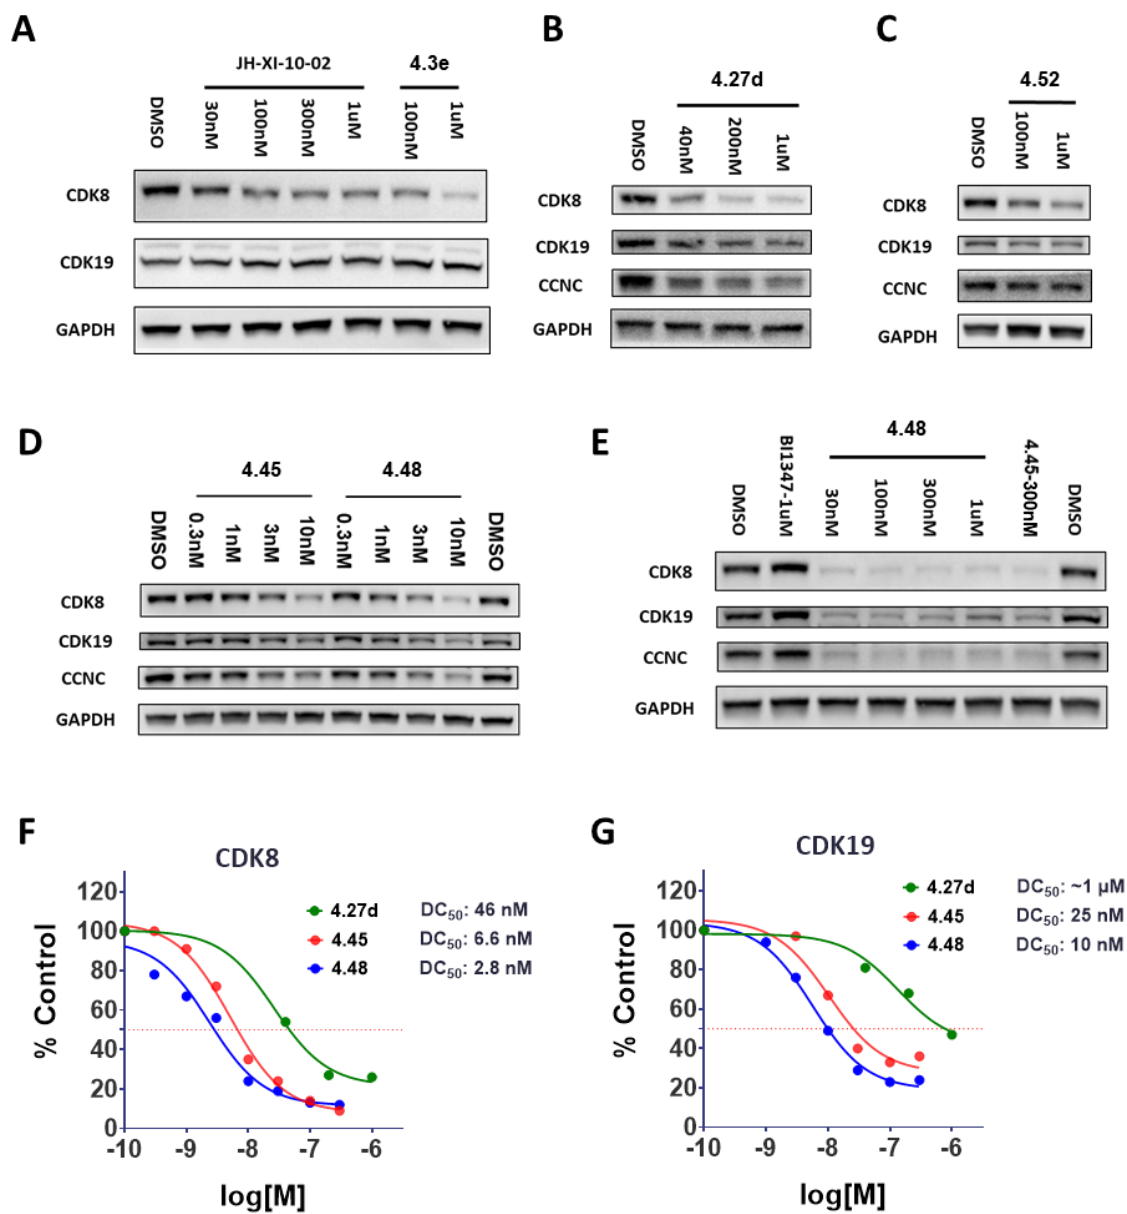 A
JH-XI-10-02 4.3e
DMSO 30nM 100nM 300nM 1uM 100nM 1uM
CDK8
CDK19
GAPDH
B
4.27d
DMSO 40nM 200nM 1uM
CDK8
CDK19
CCNC
GAPDH
C
4.52
DMSO 100nM 1uM
CDK8
CDK19
CCNC
GAPDH
D
4.45 4.48
DMSO 0.3nM 1nM 3nM 10nM 0.3nM 1nM 3nM 10nM DMSO
CDK8
CDK19
CCNC
GAPDH
E
4.48
DMSO BI1347-1uM 30nM 100nM 300nM 1uM 4.45-300nM DMSO
CDK8
CDK19
CCNC
GAPDH
F
CDK8
4.27d DC₅₀: 46 nM
4.45 DC₅₀: 6.6 nM
4.48 DC₅₀: 2.8 nM
% Control
120
100
80
60
40
20
0
-10 -9 -8 -7 -6
log[M]
G
CDK19
4.27d DC₅₀: ~1 µM
4.45 DC₅₀: 25 nM
4.48 DC₅₀: 10 nM
% Control
120
100
80
60
40
20
0
-10 -9 -8 -7 -6
log[M]